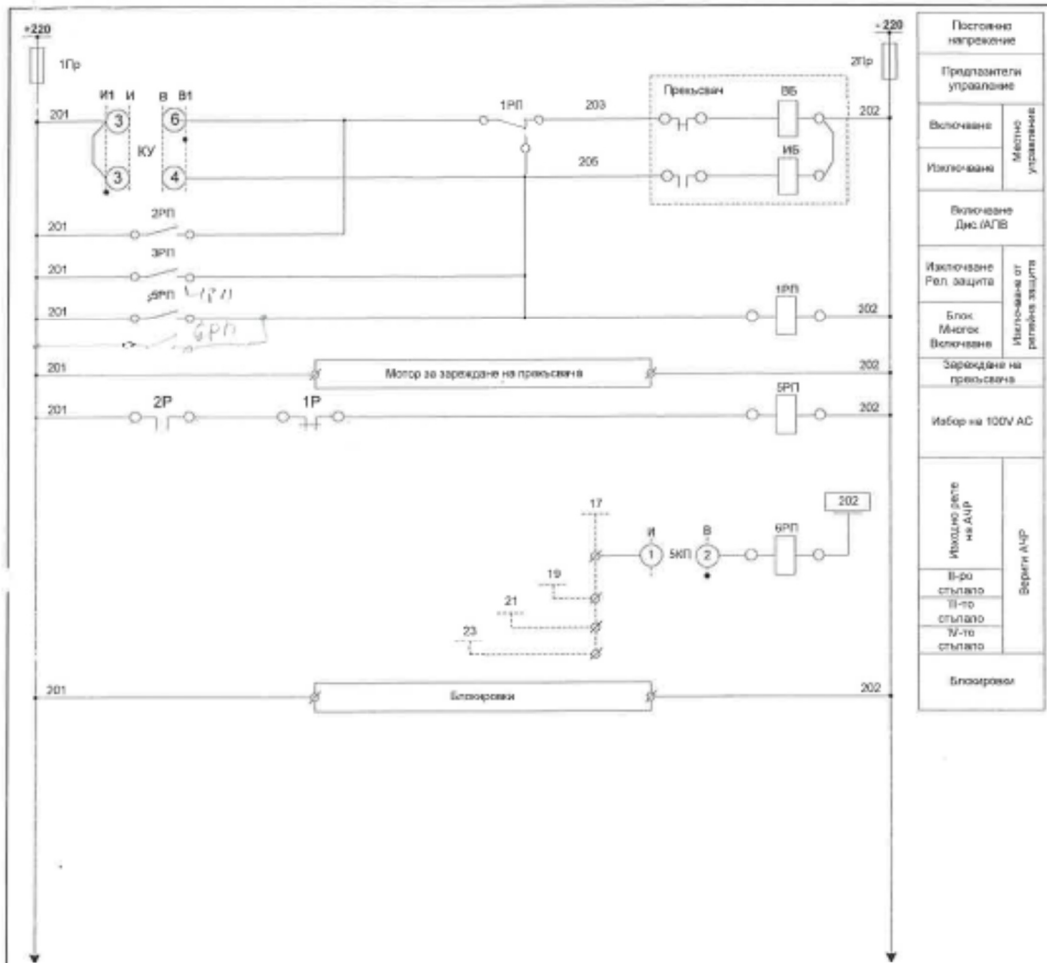 +220
- 220
1Пр
2Пр
И1 И В В1
201
3
6
КУ
3
4
1РП
203
205
Прекъсвач
ВБ
ИБ
202
2РП
201
3РП
201
5РП
4РП
201
1РП
202
6РП
201
Мотор за зареждане на прекъсвача
202
201
2Р
1Р
5РП
202
17
202
И
1
5КП
В
2
6РП
19
21
23
201
Блокировки
202
Постоянно
напрежение
Предпазители
управление
Включване
Изключване
Местно
управление
Включване
Дис./АПВ
Изключване
Рел. защита
Блок.
Многок.
Включване
Изключване от
релейна защита
Зареждане на
прекъсвача
Избор на 100V AC
Изходно реле
на АЧР
II-ро
стъпало
III-то
стъпало
IV-то
стъпало
Вериги АЧР
Блокировки